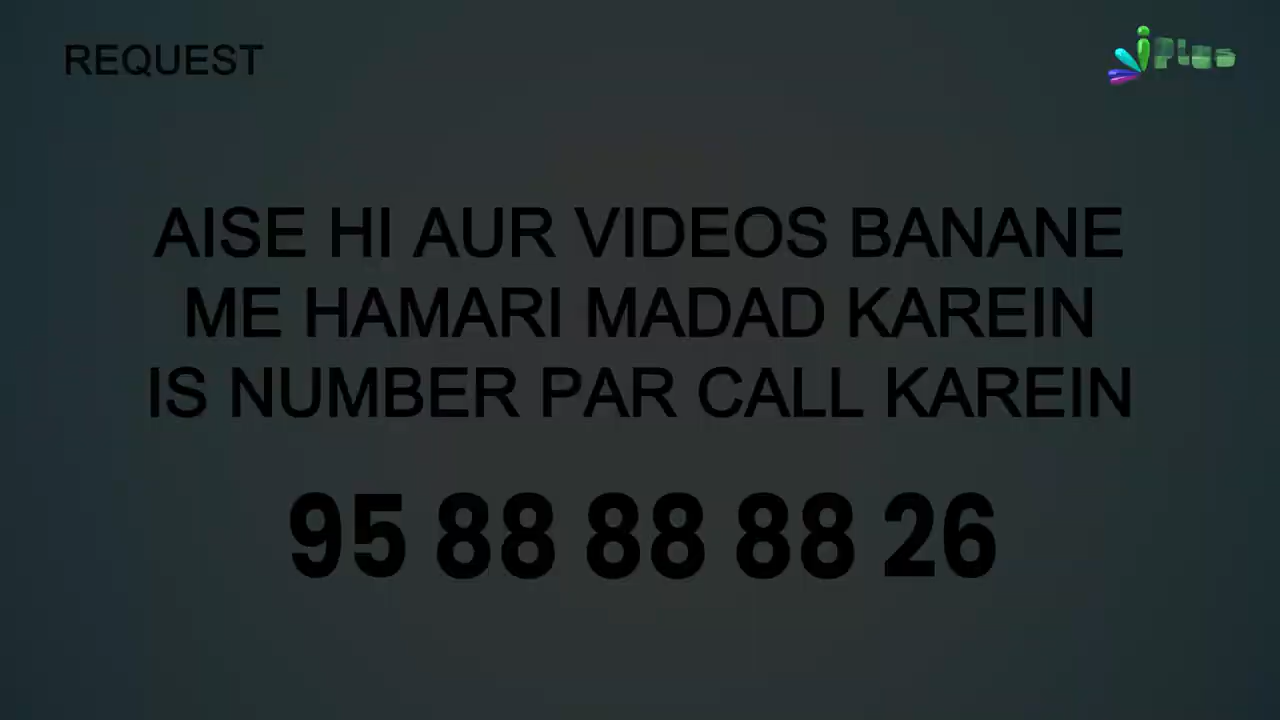 REQUEST
iPlus
AISE HI AUR VIDEOS BANANE
ME HAMARI MADAD KAREIN
IS NUMBER PAR CALL KAREIN
95 88 88 88 26